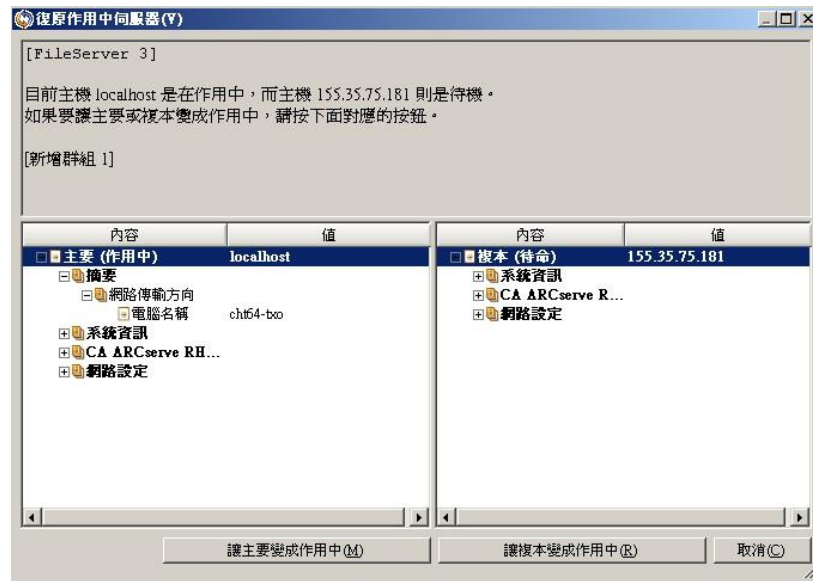 復原作用中伺服器(V)
[FileServer 3]
目前主機 localhost 是在作用中，而主機 155.35.75.181 則是待機。
如果要讓主要或複本變成作用中，請按下面對應的按鈕。
[新增群組 1]
內容 值
主要 (作用中) localhost
摘要
網路傳輸方向
電腦名稱 cht64-txo
系統資訊
CA ARCserve RH...
網路設定
內容 值
複本 (待命) 155.35.75.181
系統資訊
CA ARCserve R...
網路設定
讓主要變成作用中(M) 讓複本變成作用中(R) 取消(C)